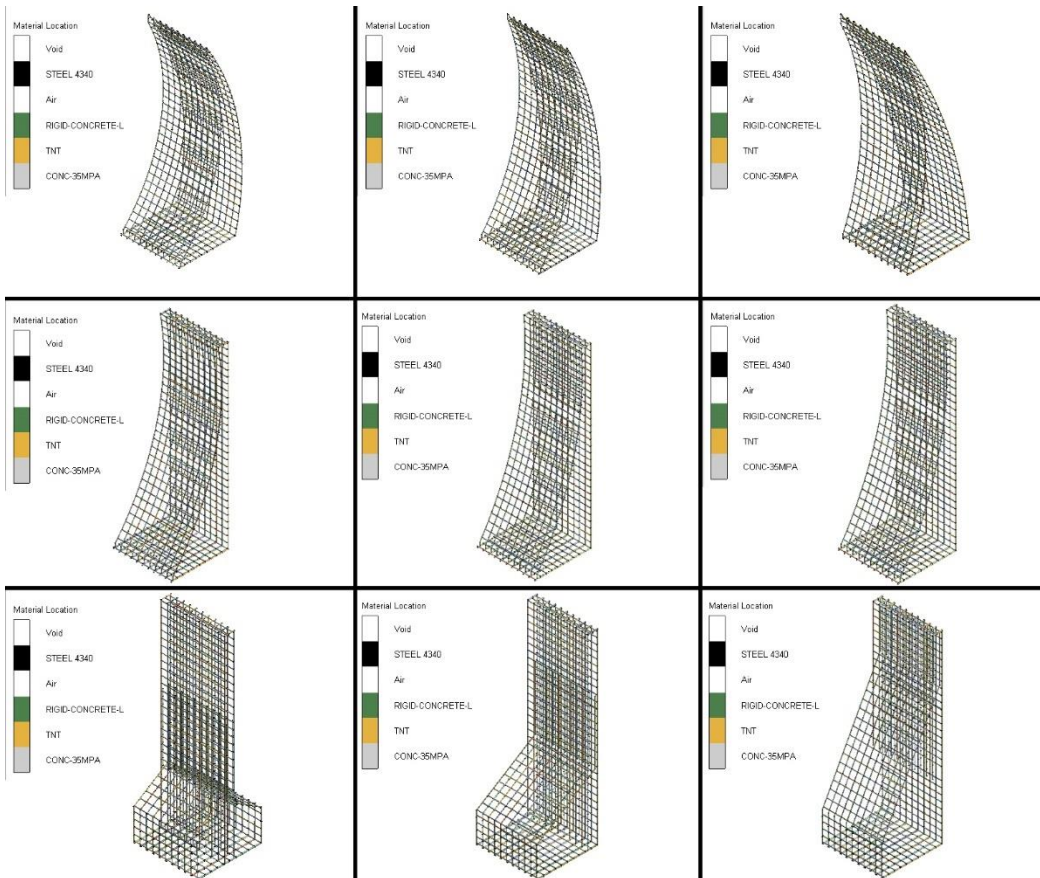 Material Location
Void
STEEL 4340
Air
RIGID-CONCRETE-L
TNT
CONC-35MPA
Material Location
Void
STEEL 4340
Air
RIGID-CONCRETE-L
TNT
CONC-35MPA
Material Location
Void
STEEL 4340
Air
RIGID-CONCRETE-L
TNT
CONC-35MPA
Material Location
Void
STEEL 4340
Air
RIGID-CONCRETE-L
TNT
CONC-35MPA
Material Location
Void
STEEL 4340
Air
RIGID-CONCRETE-L
TNT
CONC-35MPA
Material Location
Void
STEEL 4340
Air
RIGID-CONCRETE-L
TNT
CONC-35MPA
Material Location
Void
STEEL 4340
Air
RIGID-CONCRETE-L
TNT
CONC-35MPA
Material Location
Void
STEEL 4340
Air
RIGID-CONCRETE-L
TNT
CONC-35MPA
Material Location
Void
STEEL 4340
Air
RIGID-CONCRETE-L
TNT
CONC-35MPA